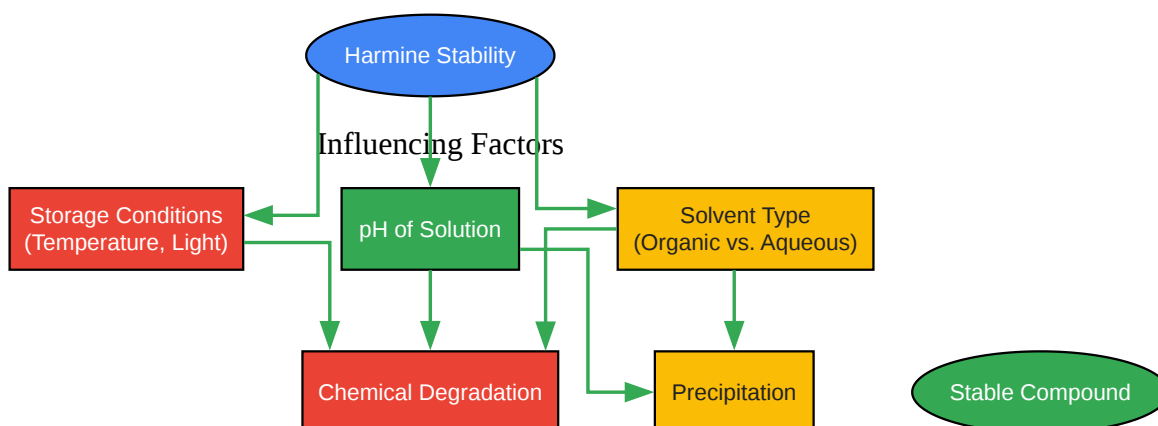 Harmine Stability
Influencing Factors
Storage Conditions
(Temperature, Light)
pH of Solution
Solvent Type
(Organic vs. Aqueous)
Chemical Degradation
Precipitation
Stable Compound